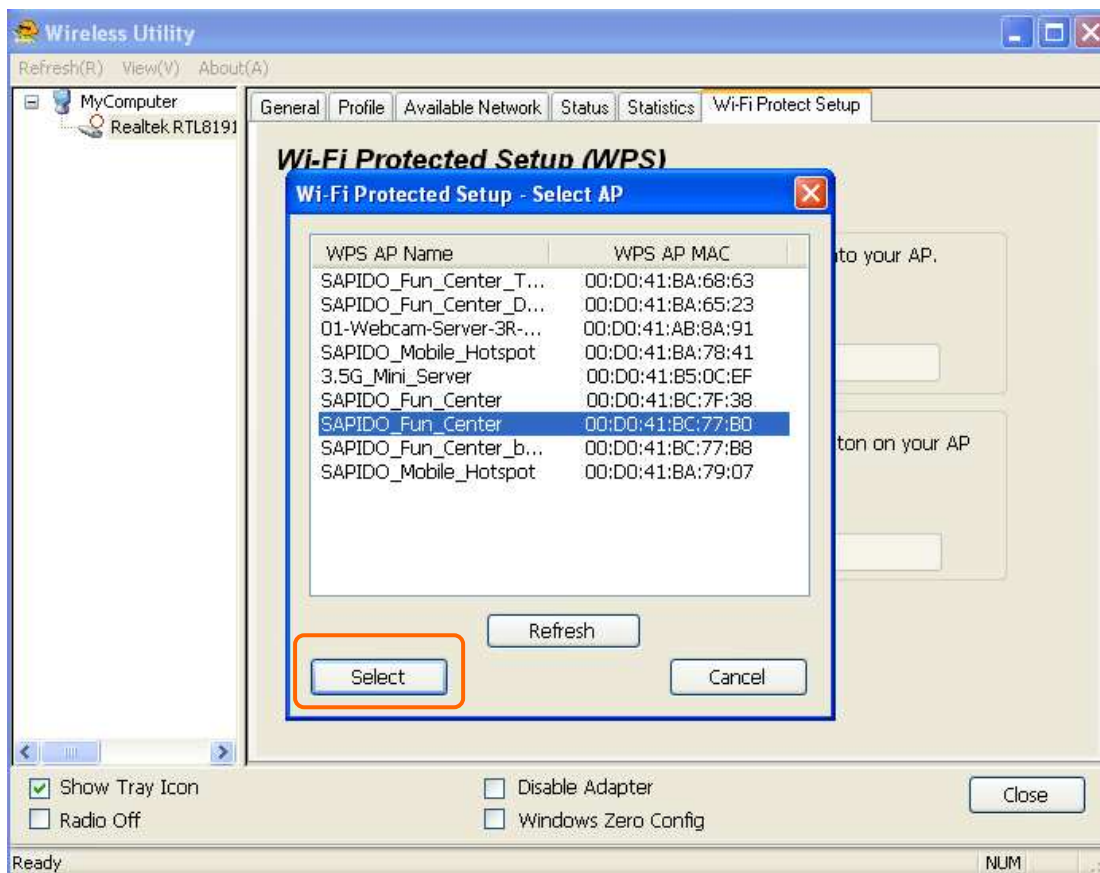 Wireless Utility
Refresh(R) View(V) About(A)
MyComputer
Realtek RTL8191
General Profile Available Network Status Statistics Wi-Fi Protect Setup
Wi-Fi Protected Setup (WPS)
Wi-Fi Protected Setup - Select AP
WPS AP Name WPS AP MAC
SAPIDO_Fun_Center_T... 00:D0:41:BA:68:63
SAPIDO_Fun_Center_D... 00:D0:41:BA:65:23
01-Webcam-Server-3R-... 00:D0:41:AB:8A:91
SAPIDO_Mobile_Hotspot 00:D0:41:BA:78:41
3.5G_Mini_Server 00:D0:41:B5:0C:EF
SAPIDO_Fun_Center 00:D0:41:BC:7F:38
SAPIDO_Fun_Center 00:D0:41:BC:77:B0
SAPIDO_Fun_Center_b... 00:D0:41:BC:77:B8
SAPIDO_Mobile_Hotspot 00:D0:41:BA:79:07
your AP.
on your AP
Refresh
Select Cancel
Show Tray Icon Disable Adapter
Radio Off Windows Zero Config
Close
Ready NUM